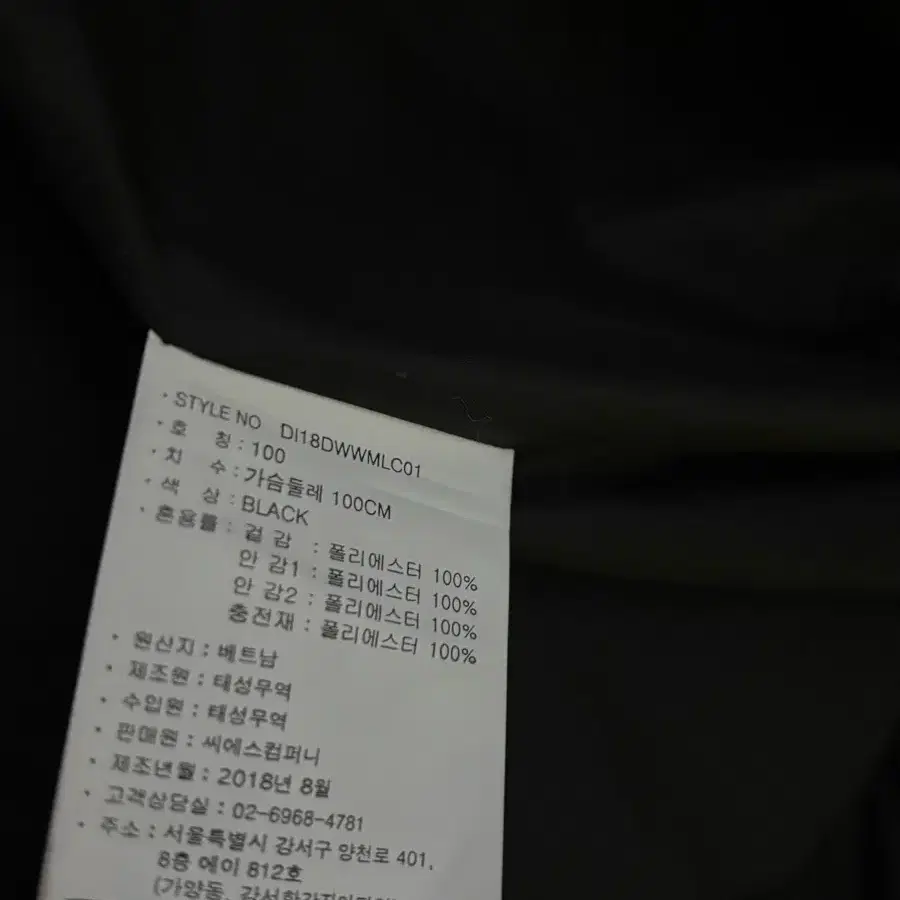 · STYLE NO DI18DWWMLC01
· 호 칭 : 100
· 치 수 : 가슴둘레 100CM
· 색 상 : BLACK
· 혼용률 : 겉 감 : 폴리에스터 100%
안 감1 : 폴리에스터 100%
안 감2 : 폴리에스터 100%
충전재 : 폴리에스터 100%
· 원산지 : 베트남
· 제조원 : 태성무역
· 수입원 : 태성무역
· 판매원 : 씨에스컴퍼니
· 제조년월 : 2018년 8월
· 고객상담실 : 02-6968-4781
· 주소 : 서울특별시 강서구 양천로 401,
8층 에이 812호
(가양동,